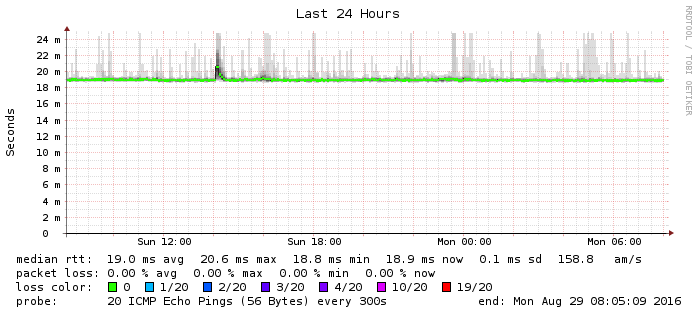 Last 24 Hours
RRDTOOL / TOBI OETIKER
Seconds
24 m
22 m
20 m
18 m
16 m
14 m
12 m
10 m
8 m
6 m
4 m
2 m
0
Sun 12:00 Sun 18:00 Mon 00:00 Mon 06:00
median rtt: 19.0 ms avg 20.6 ms max 18.8 ms min 18.9 ms now 0.1 ms sd 158.8 am/s
packet loss: 0.00 % avg 0.00 % max 0.00 % min 0.00 % now
loss color: 0 1/20 2/20 3/20 4/20 10/20 19/20
probe: 20 ICMP Echo Pings (56 Bytes) every 300s end: Mon Aug 29 08:05:09 2016